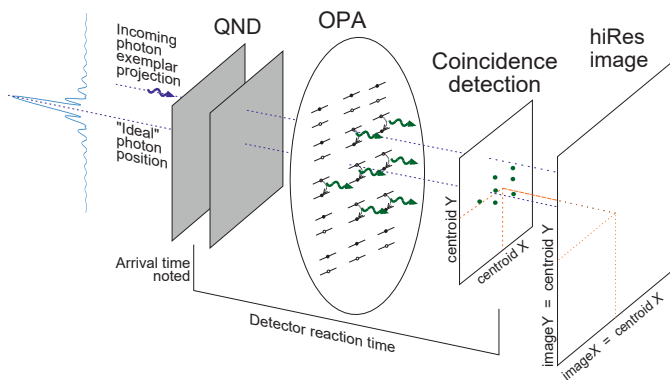 QND
OPA
Incoming
photon
exemplar
projection
"Ideal"
photon
position
Coincidence
detection
hiRes
image
centroid Y
centroid X
imageY = centroid Y
imageX = centroid X
Arrival time
noted
Detector reaction time